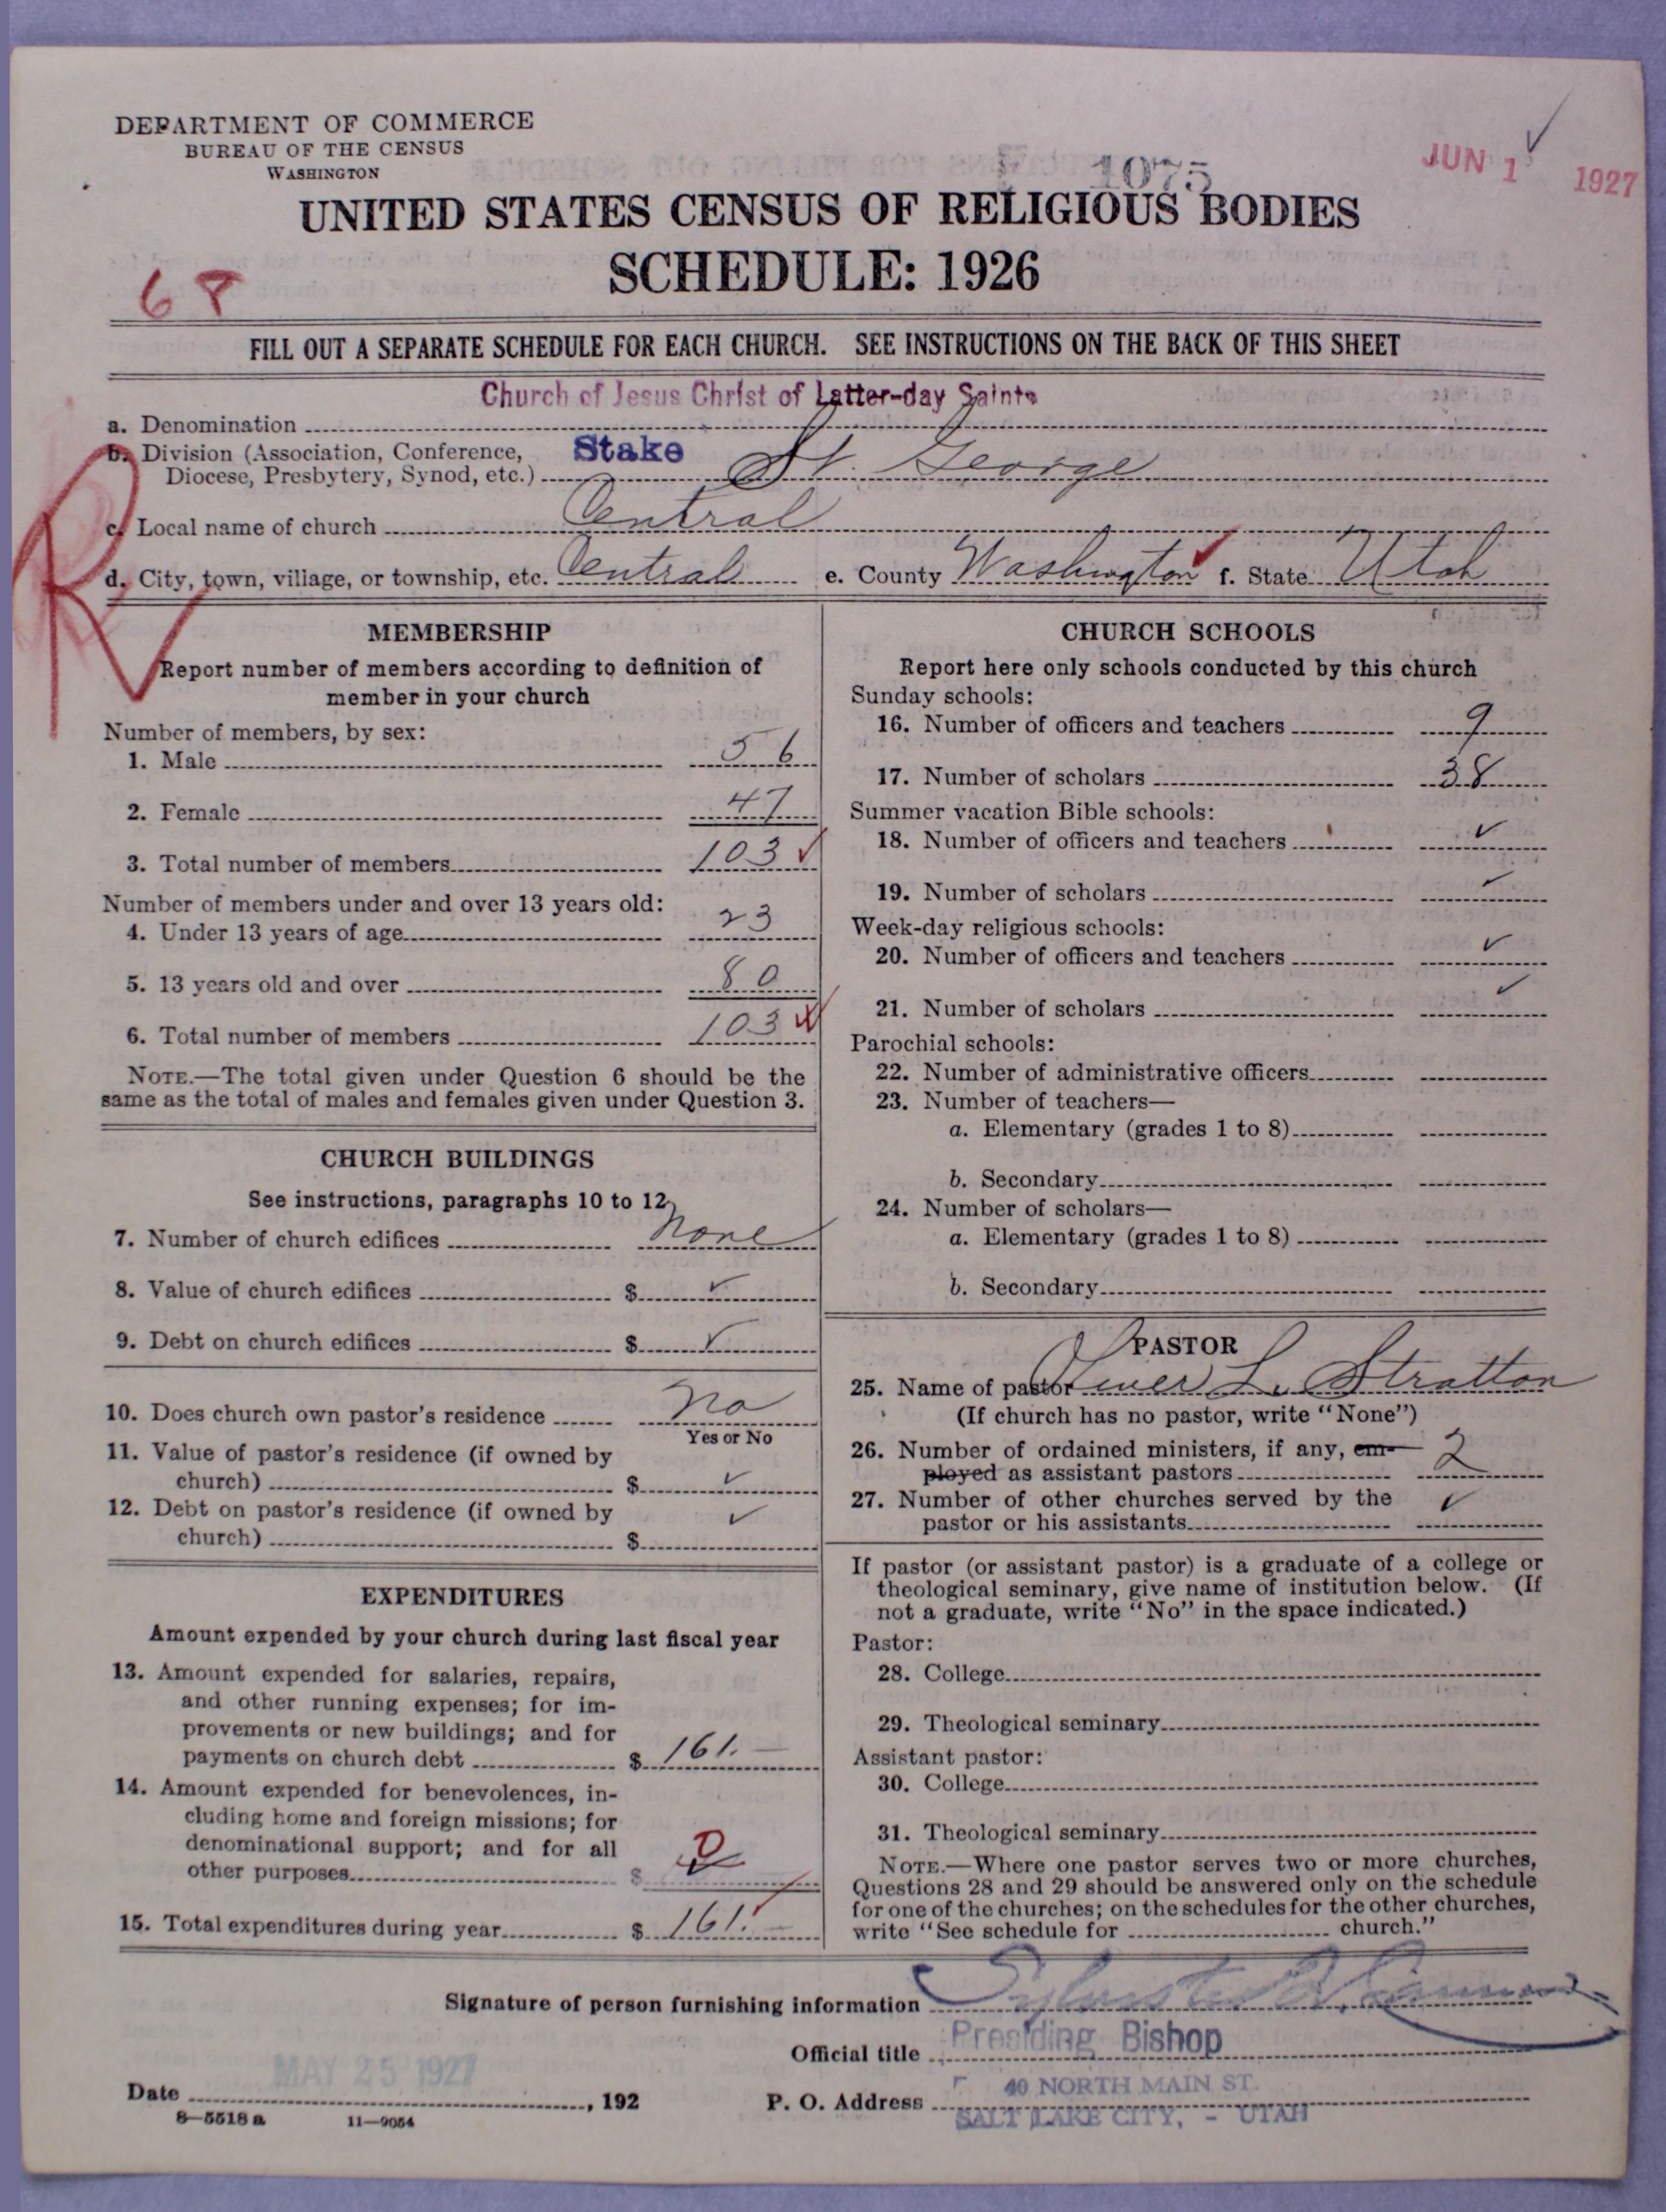 DEPARTMENT OF COMMERCE
BUREAU OF THE CENSUS
WASHINGTON
1075
JUN 1 1927
UNITED STATES CENSUS OF RELIGIOUS BODIES
SCHEDULE: 1926
6 P
FILL OUT A SEPARATE SCHEDULE FOR EACH CHURCH. SEE INSTRUCTIONS ON THE BACK OF THIS SHEET
Church of Jesus Christ of Latter-day Saints
a. Denomination
b. Division (Association, Conference, Stake St. George
Diocese, Presbytery, Synod, etc.)
c. Local name of church Central
d. City, town, village, or township, etc. Central e. County Washington f. State Utah
R
MEMBERSHIP
Report number of members according to definition of
member in your church
Number of members, by sex:
1. Male 56
2. Female 47
3. Total number of members 103 ✓
Number of members under and over 13 years old:
4. Under 13 years of age 23
5. 13 years old and over 80
6. Total number of members 103 ✓
NOTE.—The total given under Question 6 should be the
same as the total of males and females given under Question 3.
CHURCH BUILDINGS
See instructions, paragraphs 10 to 12
7. Number of church edifices none
8. Value of church edifices $ ✓
9. Debt on church edifices $ ✓
10. Does church own pastor's residence no
Yes or No
11. Value of pastor's residence (if owned by
church) $ ✓
12. Debt on pastor's residence (if owned by ✓
church) $
EXPENDITURES
Amount expended by your church during last fiscal year
13. Amount expended for salaries, repairs,
and other running expenses; for im-
provements or new buildings; and for
payments on church debt $ 161.—
14. Amount expended for benevolences, in-
cluding home and foreign missions; for
denominational support; and for all
other purposes $ 0
15. Total expenditures during year $ 161.—
CHURCH SCHOOLS
Report here only schools conducted by this church
Sunday schools:
16. Number of officers and teachers 9
17. Number of scholars 38
Summer vacation Bible schools:
18. Number of officers and teachers ✓
19. Number of scholars ✓
Week-day religious schools:
20. Number of officers and teachers ✓
21. Number of scholars ✓
Parochial schools:
22. Number of administrative officers
23. Number of teachers—
a. Elementary (grades 1 to 8)
b. Secondary
24. Number of scholars—
a. Elementary (grades 1 to 8)
b. Secondary
PASTOR
25. Name of pastor Oliver L. Stratton
(If church has no pastor, write "None")
26. Number of ordained ministers, if any, em- 2
ployed as assistant pastors
27. Number of other churches served by the ✓
pastor or his assistants
If pastor (or assistant pastor) is a graduate of a college or
theological seminary, give name of institution below. (If
not a graduate, write "No" in the space indicated.)
Pastor:
28. College
29. Theological seminary
Assistant pastor:
30. College
31. Theological seminary
NOTE.—Where one pastor serves two or more churches,
Questions 28 and 29 should be answered only on the schedule
for one of the churches; on the schedules for the other churches,
write "See schedule for church."
Signature of person furnishing information Sylvester Q. Cannon
Official title Presiding Bishop
MAY 25 1927
Date , 192 P. O. Address 40 NORTH MAIN ST.
SALT LAKE CITY, - UTAH
8—5518 a 11—9054